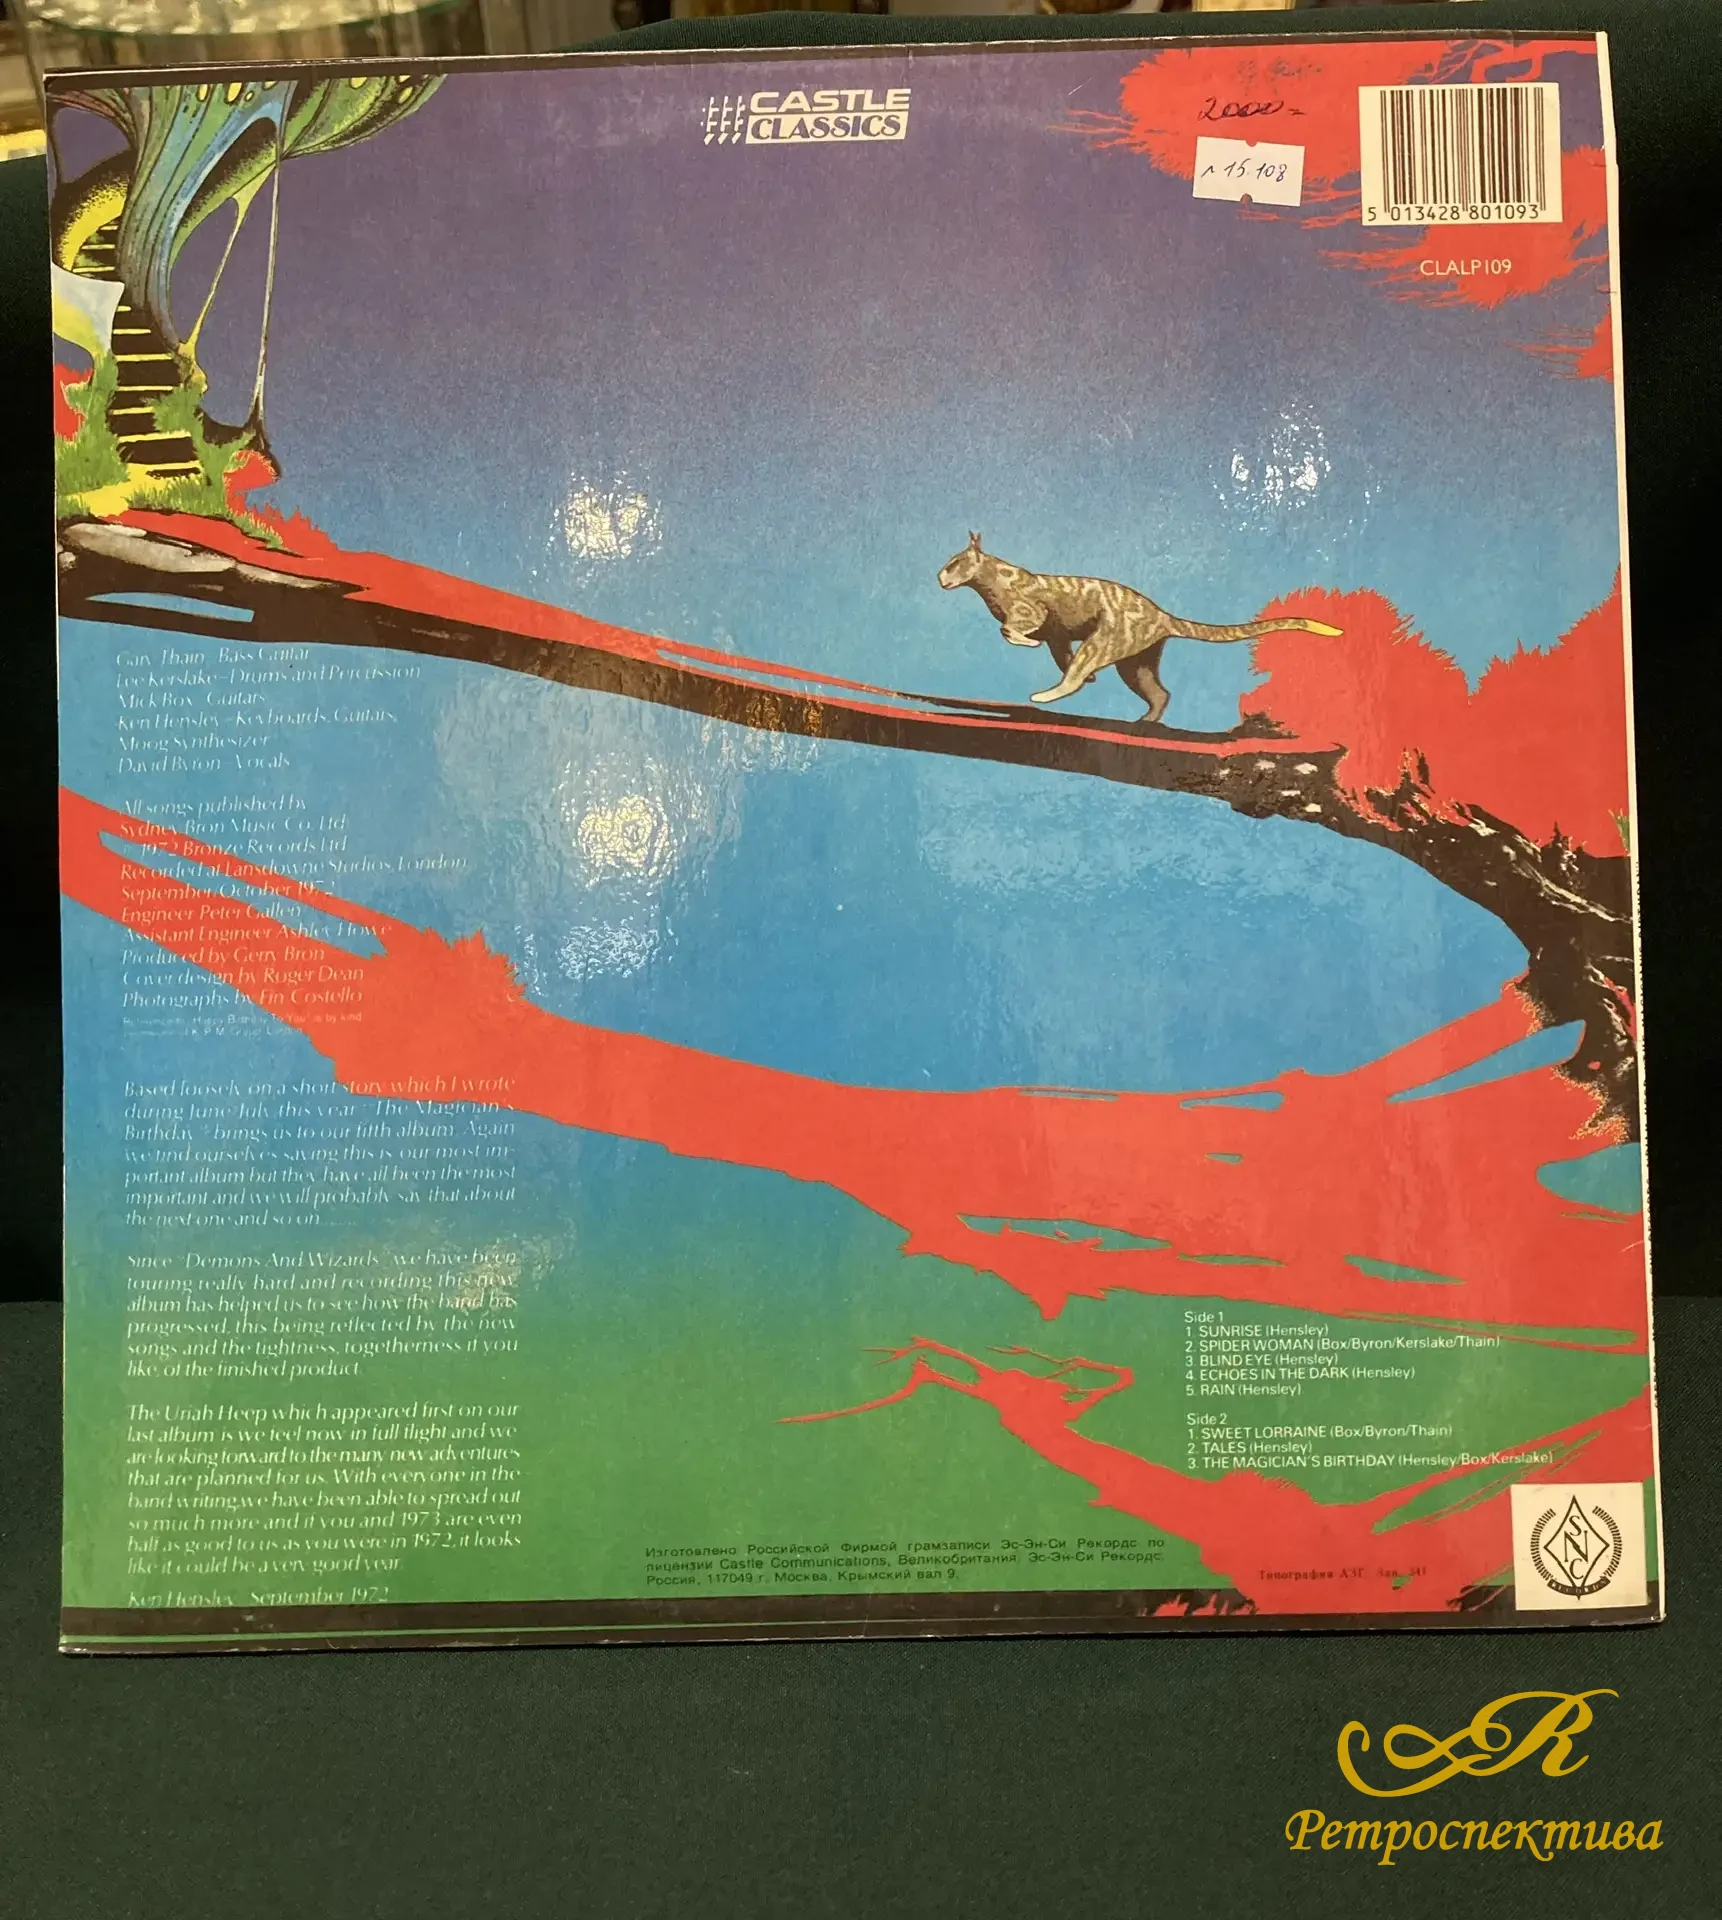 CASTLE
CLASSICS
2000=
л 15.108
5 013428 801093
CLALP109
Gary Thain - Bass Guitar
Lee Kerslake - Drums and Percussion
Mick Box - Guitars
Ken Hensley - Keyboards, Guitars,
Moog Synthesizer
David Byron - Vocals
All songs published by
Sydney Bron Music Co. Ltd
1972 Bronze Records Ltd
Recorded at Lansdowne Studios, London
September/October 1972
Engineer Peter Gallen
Assistant Engineer Ashley Howe
Produced by Gerry Bron
Cover design by Roger Dean
Photographs by Fin Costello
"Happy Birthday To You" is by kind
K.P.M. London
Based loosely on a short story which I wrote
during June/July this year "The Magician's
Birthday" brings us to our fifth album. Again
we find ourselves saying this is our most im-
portant album but they have all been the most
important and we will probably say that about
the next one and so on.......
Since "Demons And Wizards" we have been
touring really hard and recording this new
album has helped us to see how the band has
progressed, this being reflected by the new
songs and the tightness, togetherness if you
like, of the finished product.
The Uriah Heep which appeared first on our
last album is we feel now in full flight and we
are looking forward to the many new adventures
that are planned for us. With everyone in the
band writing, we have been able to spread out
so much more and if you and 1973 are even
half as good to us as you were in 1972, it looks
like it could be a very good year.
Ken Hensley September 1972
Side 1
1. SUNRISE (Hensley)
2. SPIDER WOMAN (Box/Byron/Kerslake/Thain)
3. BLIND EYE (Hensley)
4. ECHOES IN THE DARK (Hensley)
5. RAIN (Hensley)
Side 2
1. SWEET LORRAINE (Box/Byron/Thain)
2. TALES (Hensley)
3. THE MAGICIAN'S BIRTHDAY (Hensley/Box/Kerslake)
Изготовлено Российской Фирмой грамзаписи Эс-Эн-Си Рекордс по
лицензии Castle Communications, Великобритания. Эс-Эн-Си Рекордс.
Россия, 117049 г. Москва, Крымский вал 9.
Типография АЗГ Зак. 341
SNC
RECORDS
R
Ретроспектива